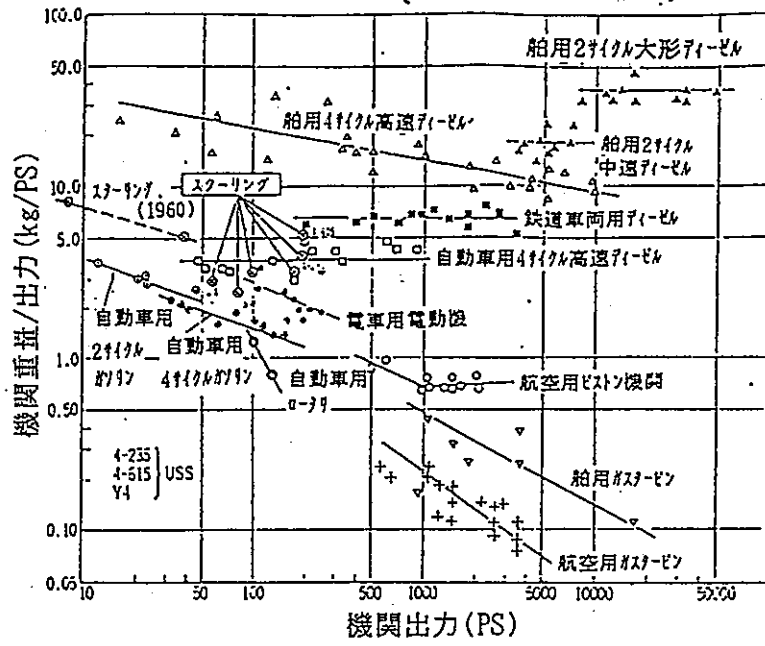 100.0
50.0
10.0
5.0
1.0
0.50
0.10
0.05
機関重量/出力(kg/PS)
舶用2サイクル大形ディーゼル
舶用4サイクル高速ディーゼル
舶用2サイクル
中速ディーゼル
スターリング
(1960)
スターリング
鉄道車両用ディーゼル
自動車用4サイクル高速ディーゼル
自動車用
2サイクル
ガソリン
自動車用
4サイクルガソリン
電車用電動機
自動車用
ロータリ
航空用ピストン機関
舶用ガスタービン
航空用ガスタービン
4-235
4-615
Y4
USS
10
50
100
500
1000
5000
10000
50000
機関出力(PS)